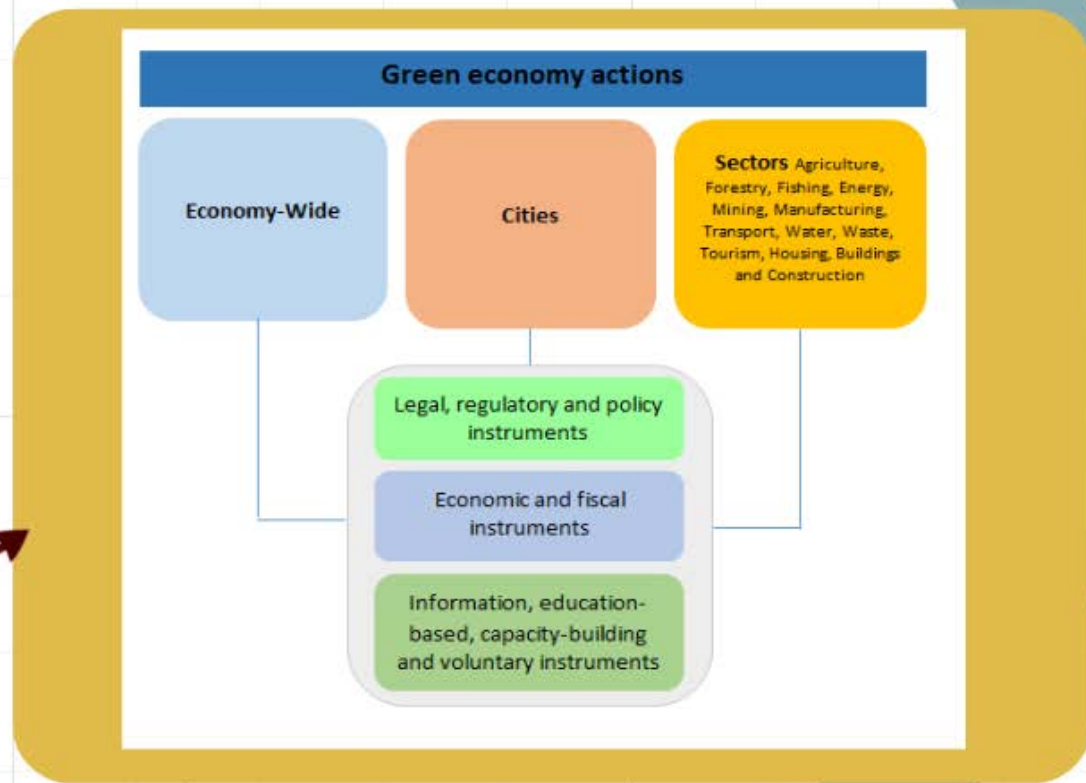 Green economy actions
Economy-Wide
Cities
Sectors Agriculture,
Forestry, Fishing, Energy,
Mining, Manufacturing,
Transport, Water, Waste,
Tourism, Housing, Buildings
and Construction
Legal, regulatory and policy
instruments
Economic and fiscal
instruments
Information, education-
based, capacity-building
and voluntary instruments